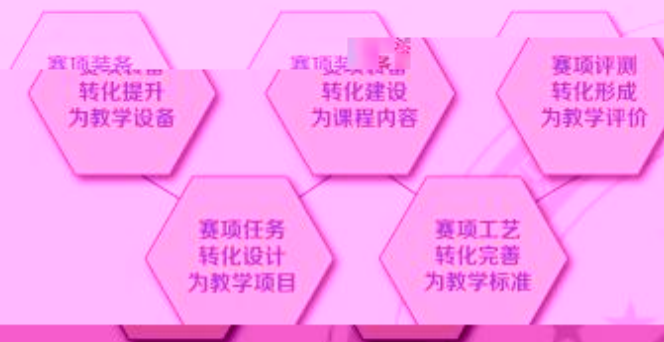 赛项装备
转化提升
为教学设备
赛项装备
转化建设
为课程内容
赛项评测
转化形成
为教学评价
赛项任务
转化设计
为教学项目
赛项工艺
转化完善
为教学标准